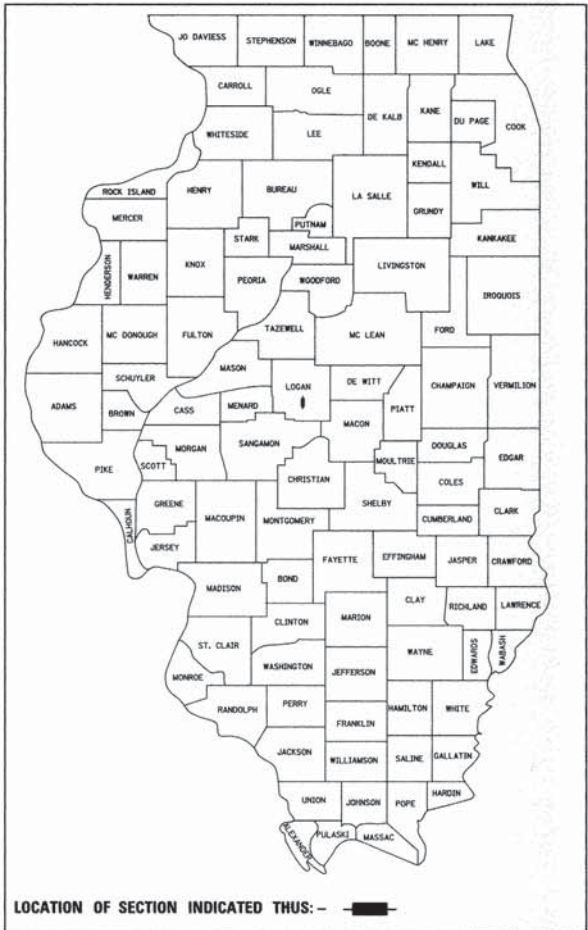 JO DAVIESS STEPHENSON WINNEBAGO BOONE MC HENRY LAKE
CARROLL OGLE
DE KALB KANE DU PAGE COOK
WHITESIDE LEE
KENDALL
WILL
ROCK ISLAND HENRY BUREAU LA SALLE
MERCER PUTNAM GRUNDY
STARK MARSHALL KANKAKEE
HENDERSON WARREN KNOX PEORIA WOODFORD LIVINGSTON
IROQUOIS
HANCOCK MC DONOUGH FULTON TAZEWELL MC LEAN FORD
MASON
SCHUYLER LOGAN DE WITT CHAMPAIGN VERMILION
ADAMS BROWN CASS MENARD PIATT
MACON
MORGAN SANGAMON DOUGLAS
PIKE SCOTT CHRISTIAN MOULTRIE EDGAR
COLES
GREENE MACOUPIN MONTGOMERY SHELBY
CALHOUN CUMBERLAND CLARK
JERSEY
FAYETTE EFFINGHAM JASPER CRAWFORD
MADISON BOND
CLAY RICHLAND LAWRENCE
CLINTON MARION
ST. CLAIR WAYNE EDWARDS WABASH
MONROE WASHINGTON JEFFERSON
RANDOLPH PERRY HAMILTON WHITE
FRANKLIN
JACKSON WILLIAMSON SALINE GALLATIN
UNION JOHNSON POPE HARDIN
ALEXANDER PULASKI MASSAC
LOCATION OF SECTION INDICATED THUS: -